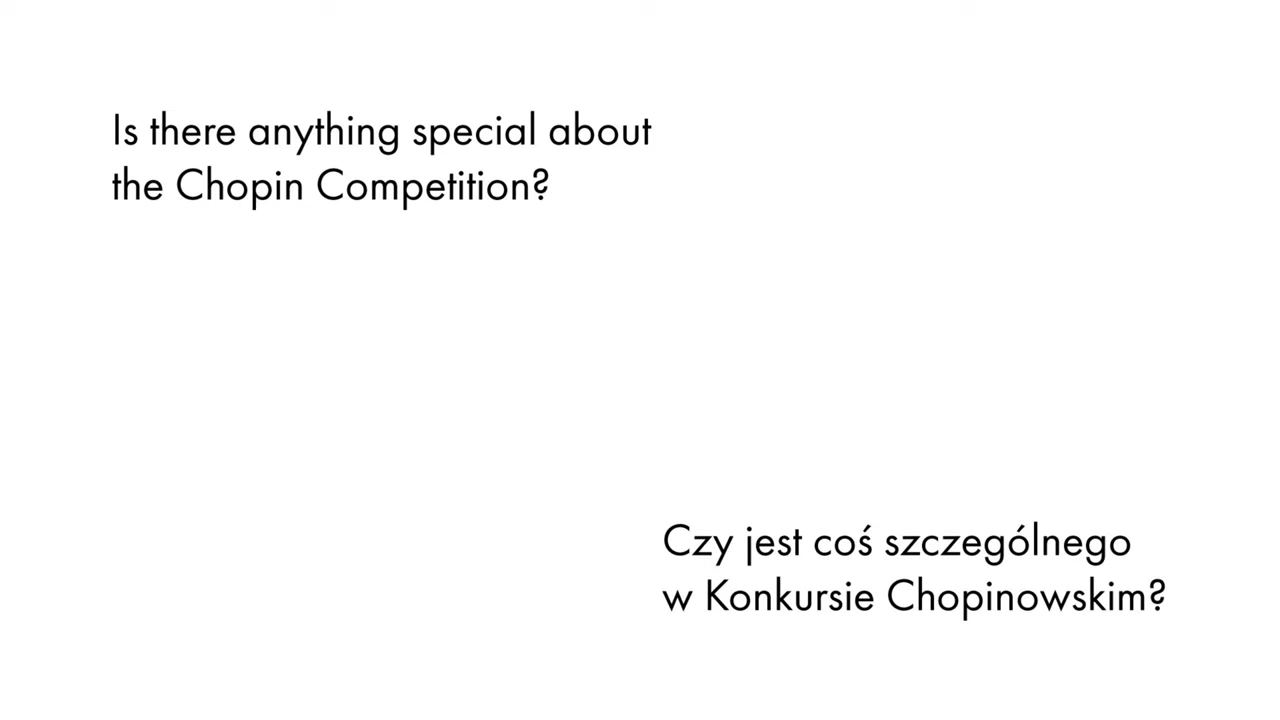 Is there anything special about
the Chopin Competition?
Czy jest coś szczególnego
w Konkursie Chopinowskim?